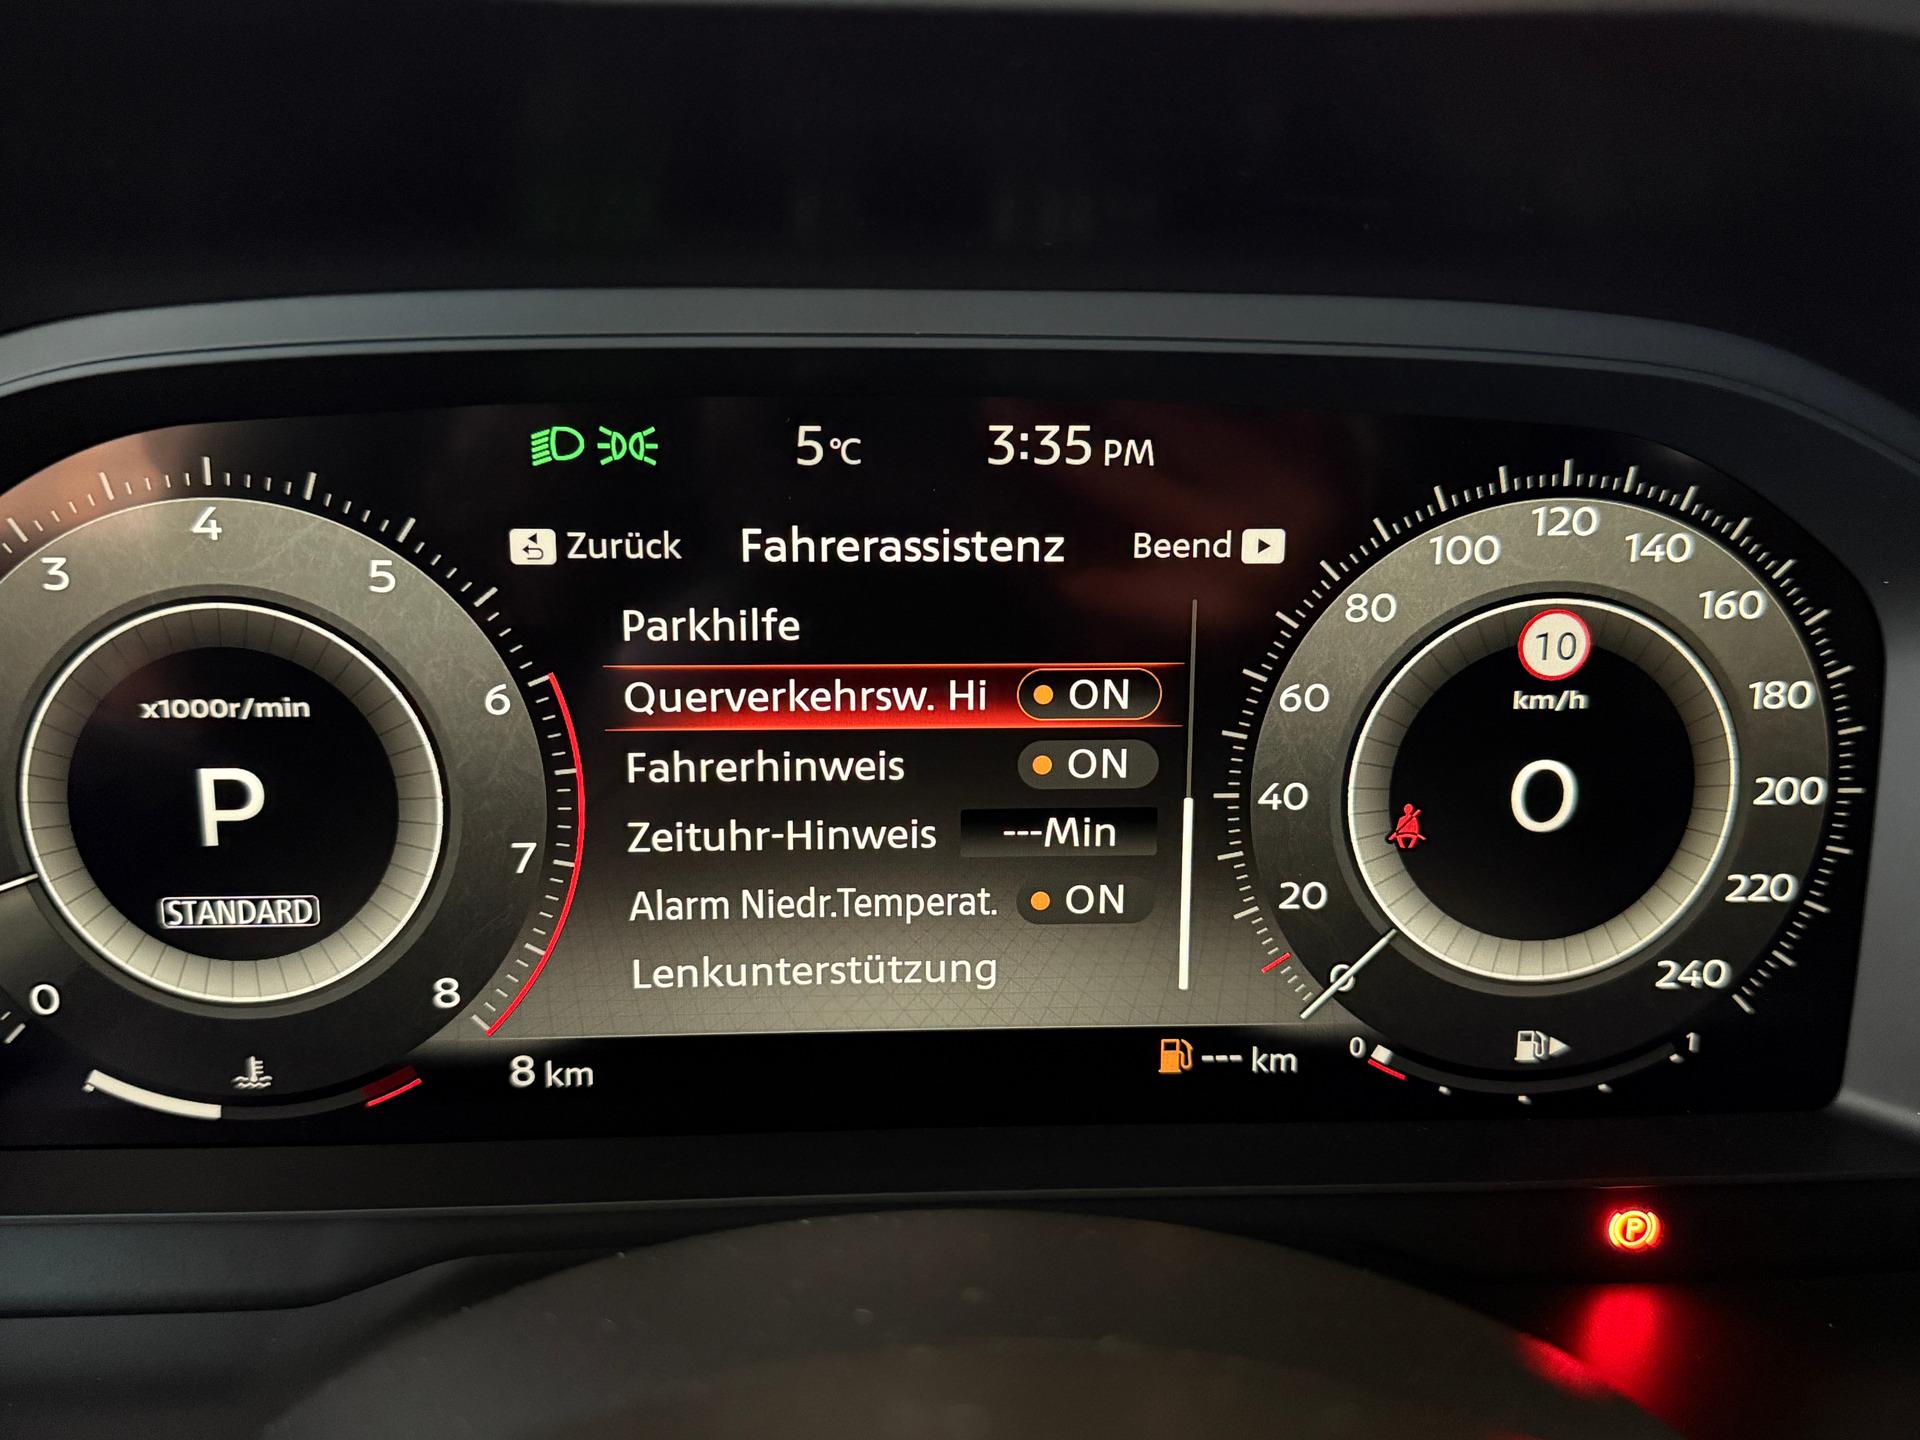 5°C 3:35 PM
Zurück Fahrerassistenz Beend
Parkhilfe
Querverkehrsw. Hi ON
Fahrerhinweis ON
Zeituhr-Hinweis ---Min
Alarm Niedr.Temperat. ON
Lenkunterstützung
8 km
--- km
0 3 4 5 6 7 8
x1000r/min
P
STANDARD
0 20 40 60 80 100 120 140 160 180 200 220 240
10
km/h
0
0 1
P